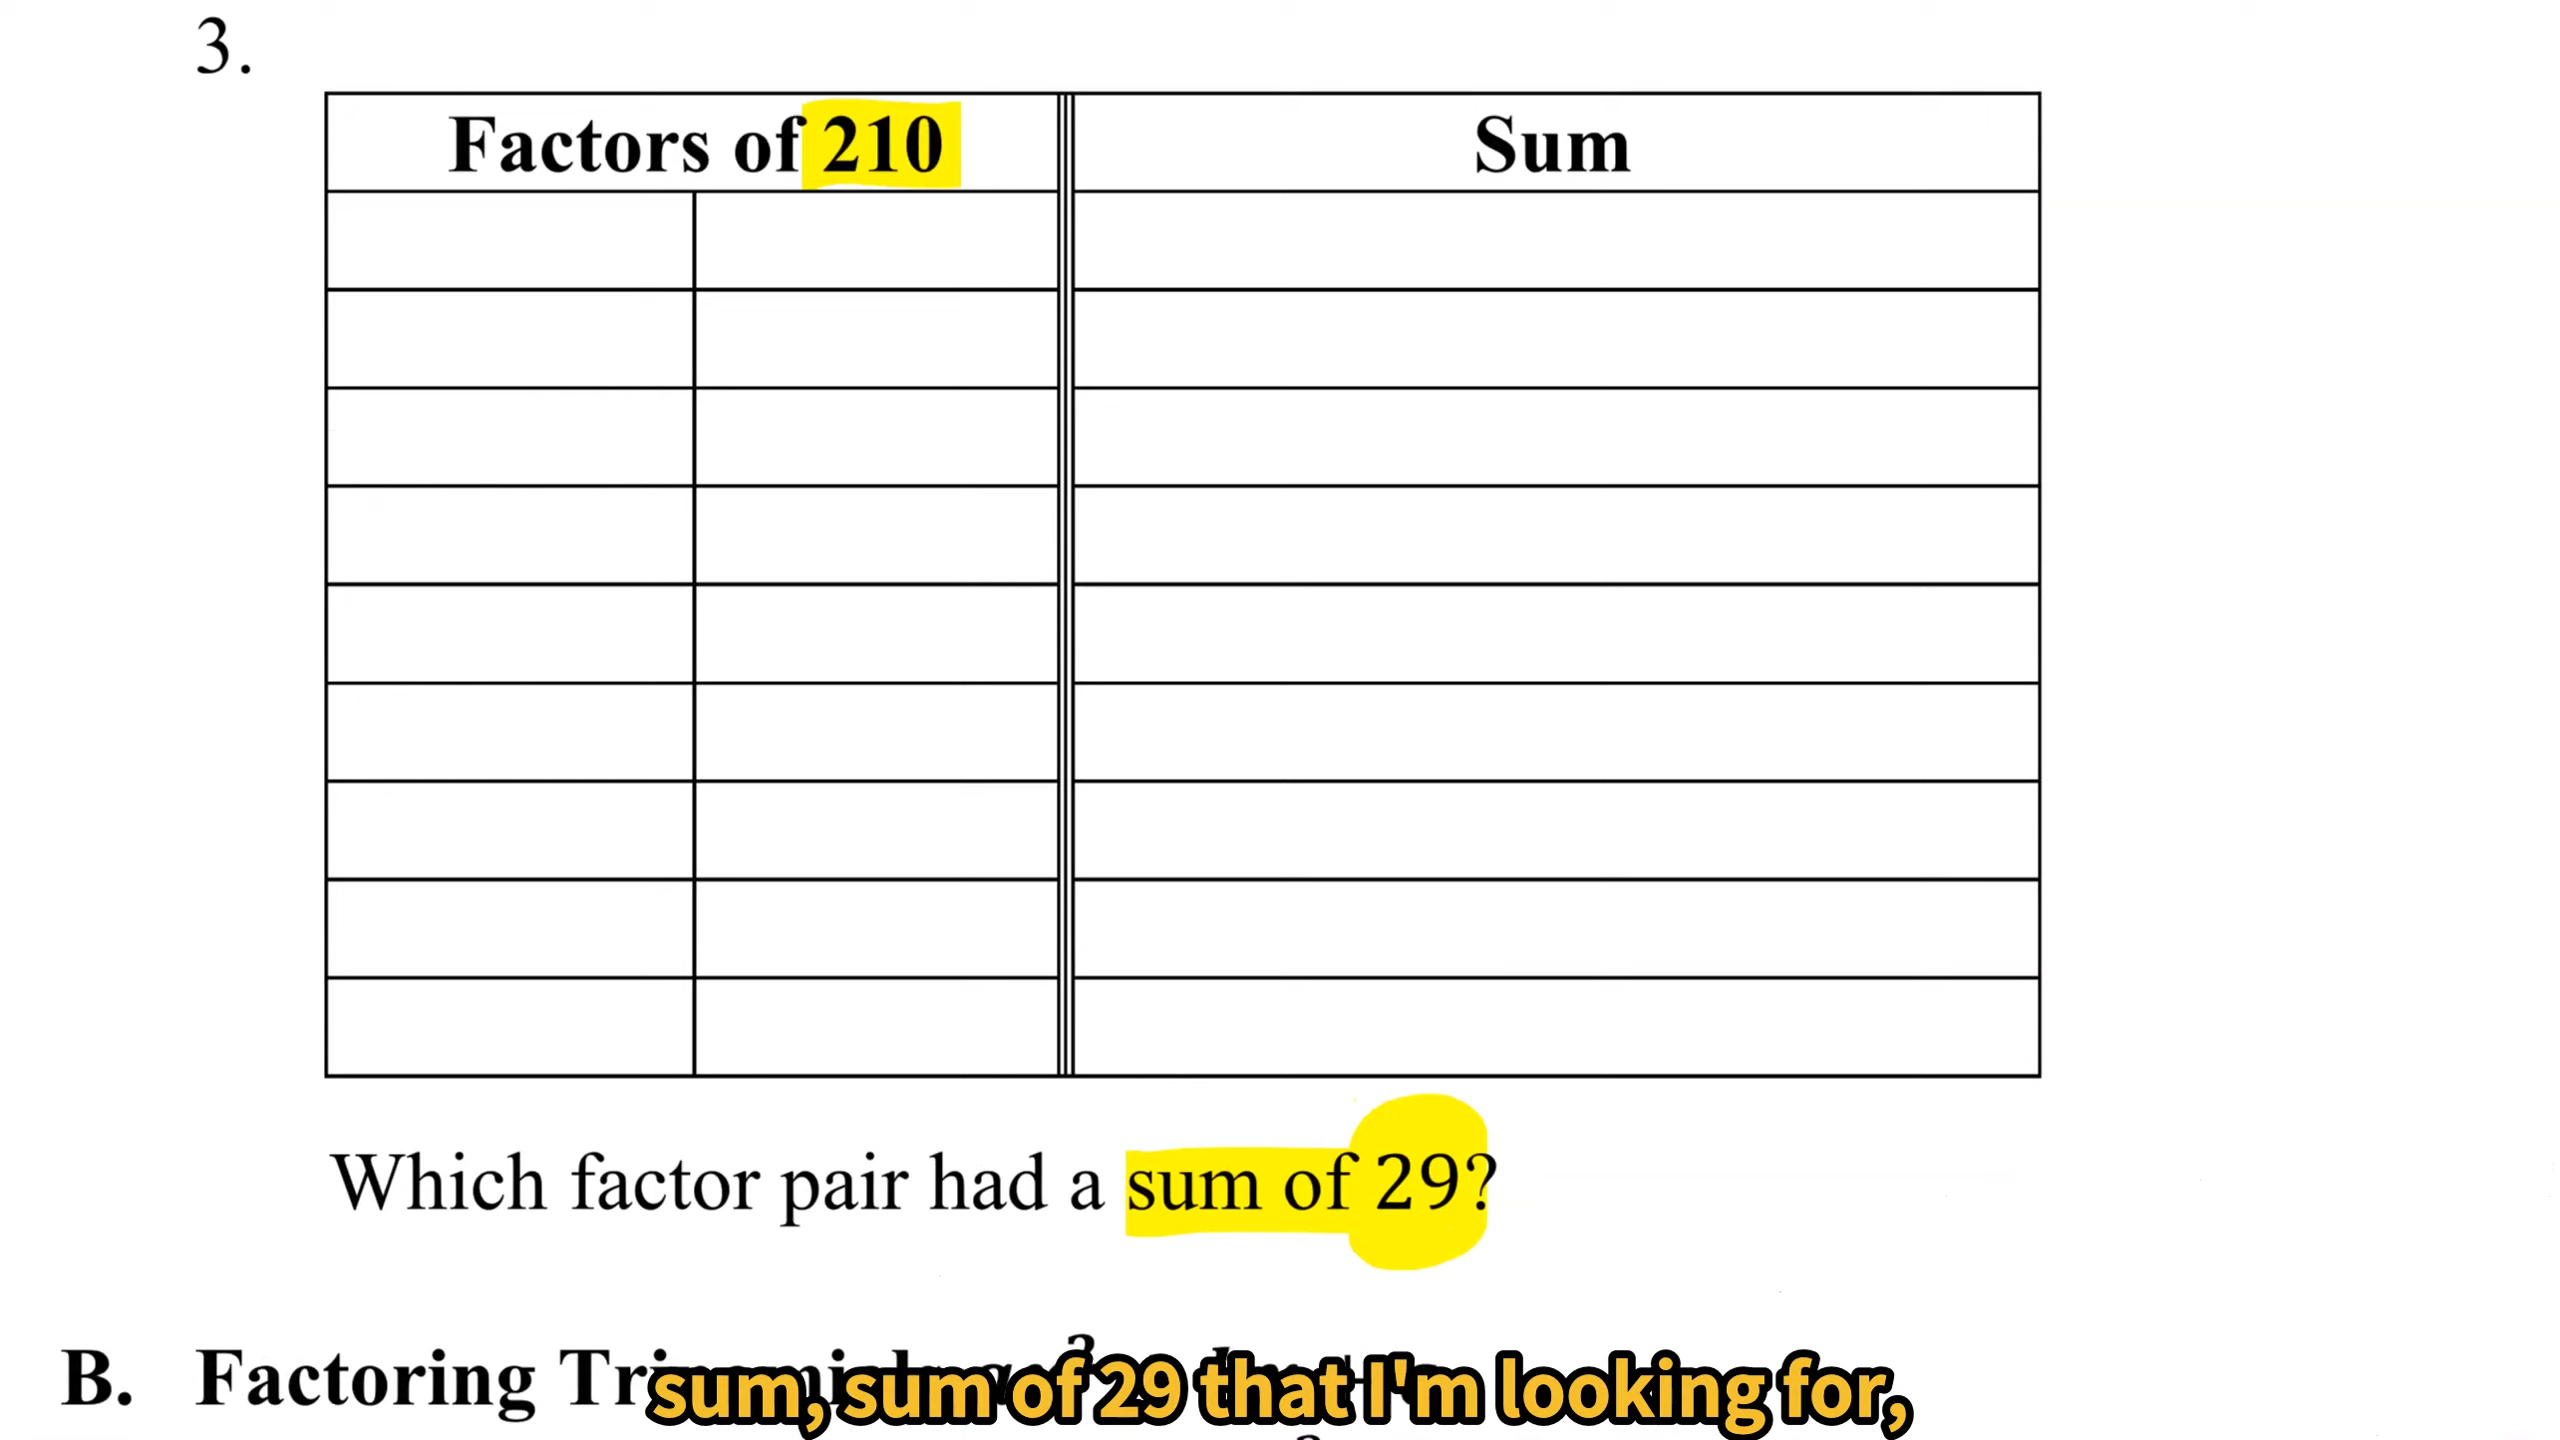 3.
Factors of 210 Sum
Which factor pair had a sum of 29?
B. Factoring
sum, sum of 29 that I'm looking for,